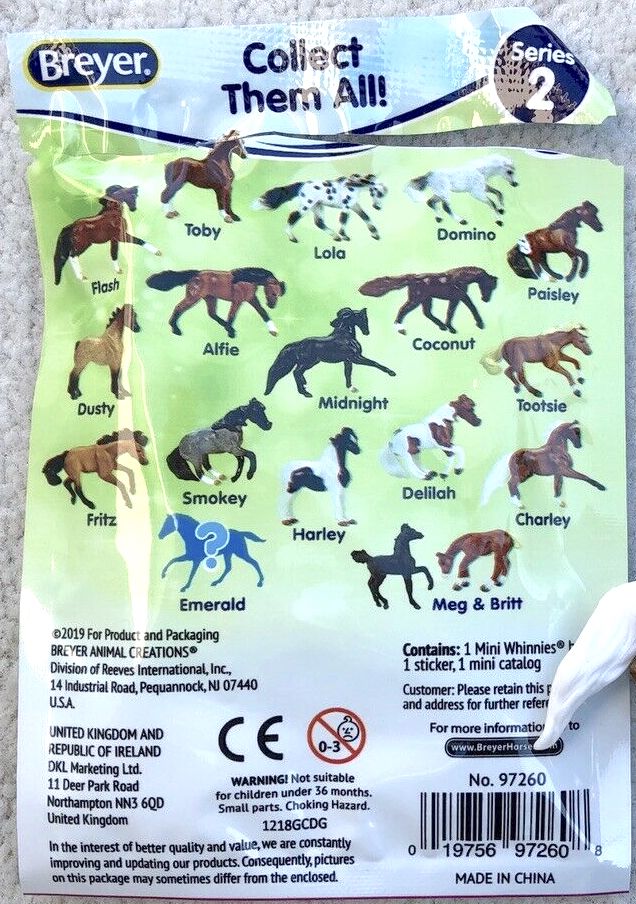 Breyer®
Collect
Them All!
Series
2
Toby
Lola
Domino
Flash
Paisley
Alfie
Coconut
Dusty
Midnight
Tootsie
Fritz
Smokey
Harley
Delilah
Charley
?
Emerald
Meg & Britt
©2019 For Product and Packaging
BREYER ANIMAL CREATIONS®
Division of Reeves International, Inc.,
14 Industrial Road, Pequannock, NJ 07440
U.S.A.
Contains: 1 Mini Whinnies®
1 sticker, 1 mini catalog
Customer: Please retain this
and address for further
For more information to
www.BreyerHorse
UNITED KINGDOM AND
REPUBLIC OF IRELAND
DKL Marketing Ltd.
11 Deer Park Road
Northampton NN3 6QD
United Kingdom
CE
0-3
WARNING! Not suitable
for children under 36 months.
Small parts. Choking Hazard.
1218GCDG
No. 97260
0 19756 97260 8
MADE IN CHINA
In the interest of better quality and value, we are constantly
improving and updating our products. Consequently, pictures
on this package may sometimes differ from the enclosed.